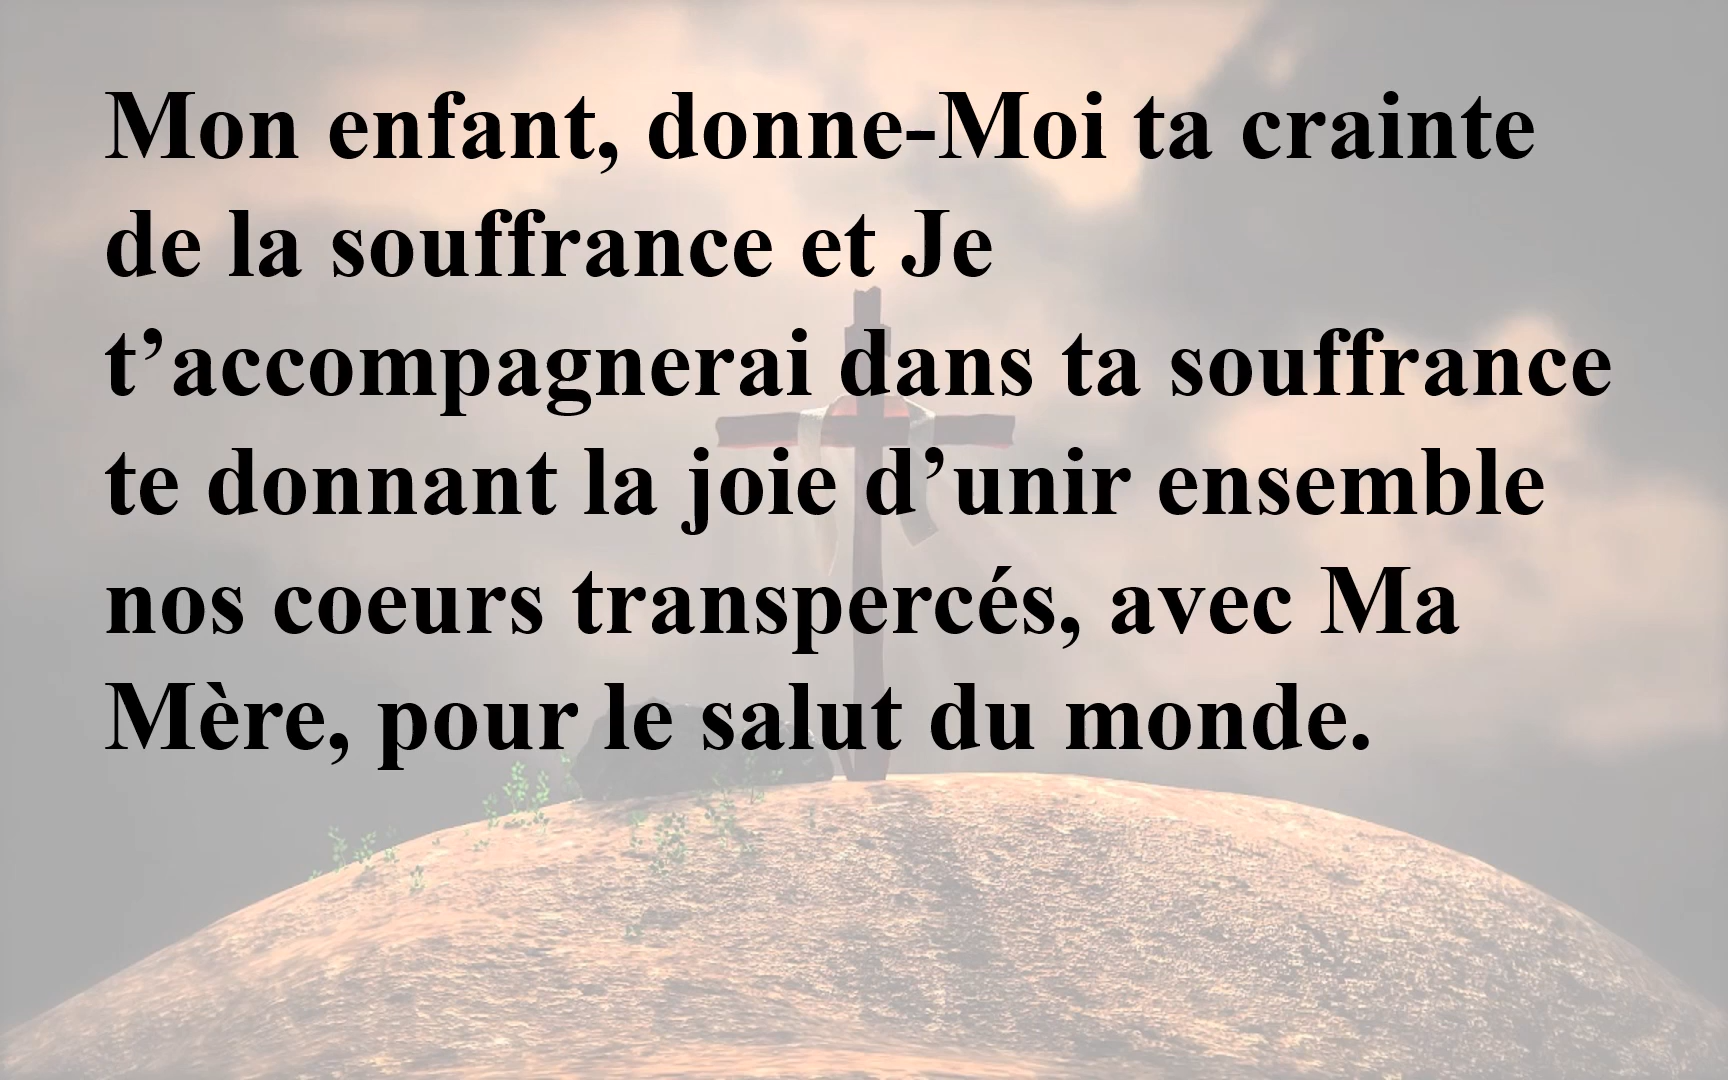 Mon enfant, donne-Moi ta crainte
de la souffrance et Je
t’accompagnerai dans ta souffrance
te donnant la joie d’unir ensemble
nos coeurs transpercés, avec Ma
Mère, pour le salut du monde.